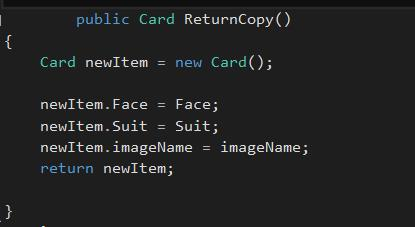 public Card ReturnCopy()
{
Card newItem = new Card();
newItem.Face = Face;
newItem.Suit = Suit;
newItem.imageName = imageName;
return newItem;
}